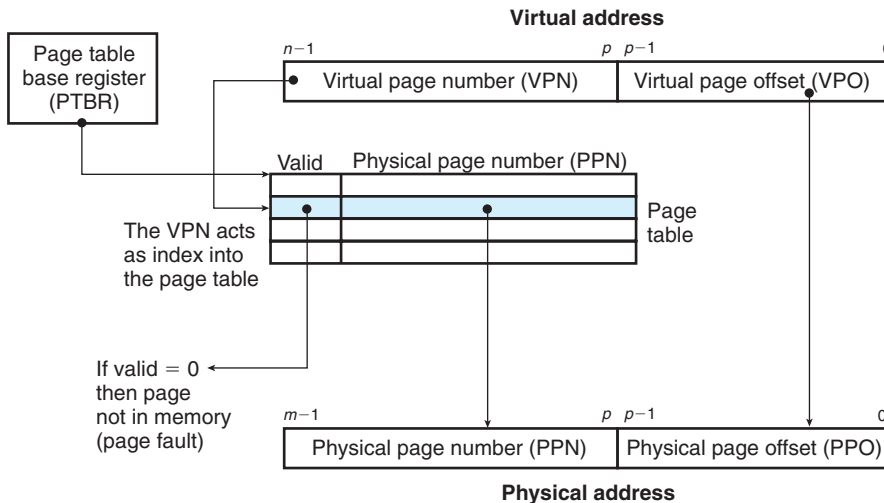 Virtual address
Page table
base register
(PTBR)
n−1
p
p−1
Virtual page number (VPN)
Virtual page offset (VPO)
Valid
Physical page number (PPN)
The VPN acts
as index into
the page table
Page
table
If valid = 0
then page
not in memory
(page fault)
m−1
p
p−1
0
Physical page number (PPN)
Physical page offset (PPO)
Physical address